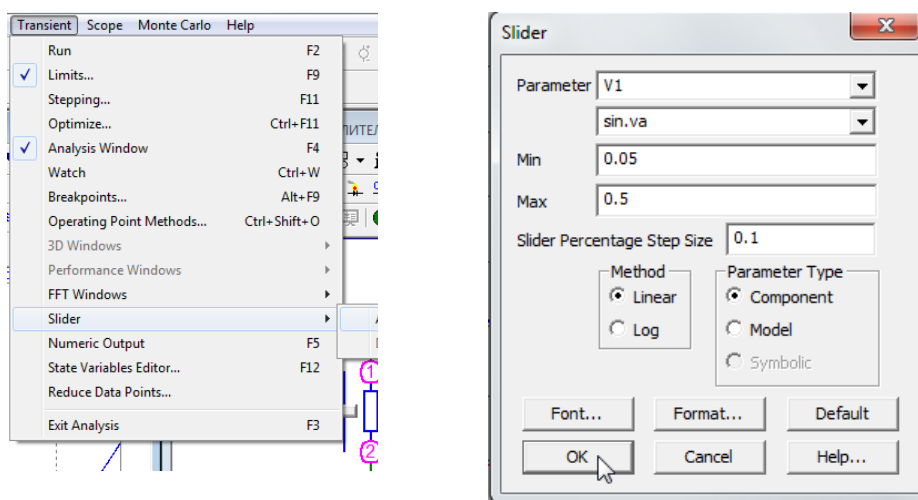 Transient Scope Monte Carlo Help
Run F2
Limits... F9
Stepping... F11
Optimize... Ctrl+F11
Analysis Window F4
Watch Ctrl+W
Breakpoints... Alt+F9
Operating Point Methods... Ctrl+Shift+O
3D Windows
Performance Windows
FFT Windows
Slider
Numeric Output F5
State Variables Editor... F12
Reduce Data Points...
Exit Analysis F3
1
2
Slider
Parameter V1
sin.va
Min 0.05
Max 0.5
Slider Percentage Step Size 0.1
Method Parameter Type
Linear Component
Log Model
Symbolic
Font... Format... Default
OK Cancel Help...